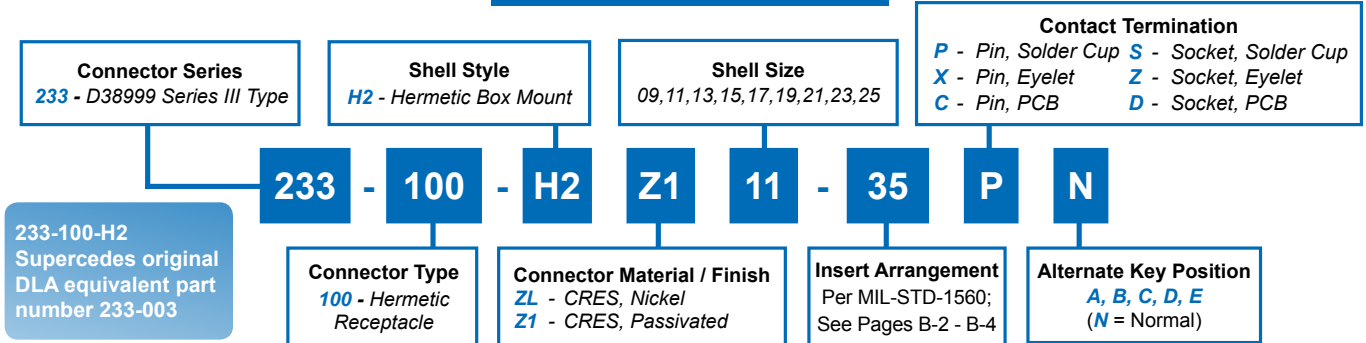 Connector Series
233 - D38999 Series III Type
Shell Style
H2 - Hermetic Box Mount
Shell Size
09,11,13,15,17,19,21,23,25
Contact Termination
P - Pin, Solder Cup S - Socket, Solder Cup
X - Pin, Eyelet Z - Socket, Eyelet
C - Pin, PCB D - Socket, PCB
233 - 100 - H2 Z1 11 - 35 P N
233-100-H2
Supercedes original
DLA equivalent part
number 233-003
Connector Type
100 - Hermetic
Receptacle
Connector Material / Finish
ZL - CRES, Nickel
Z1 - CRES, Passivated
Insert Arrangement
Per MIL-STD-1560;
See Pages B-2 - B-4
Alternate Key Position
A, B, C, D, E
(N = Normal)